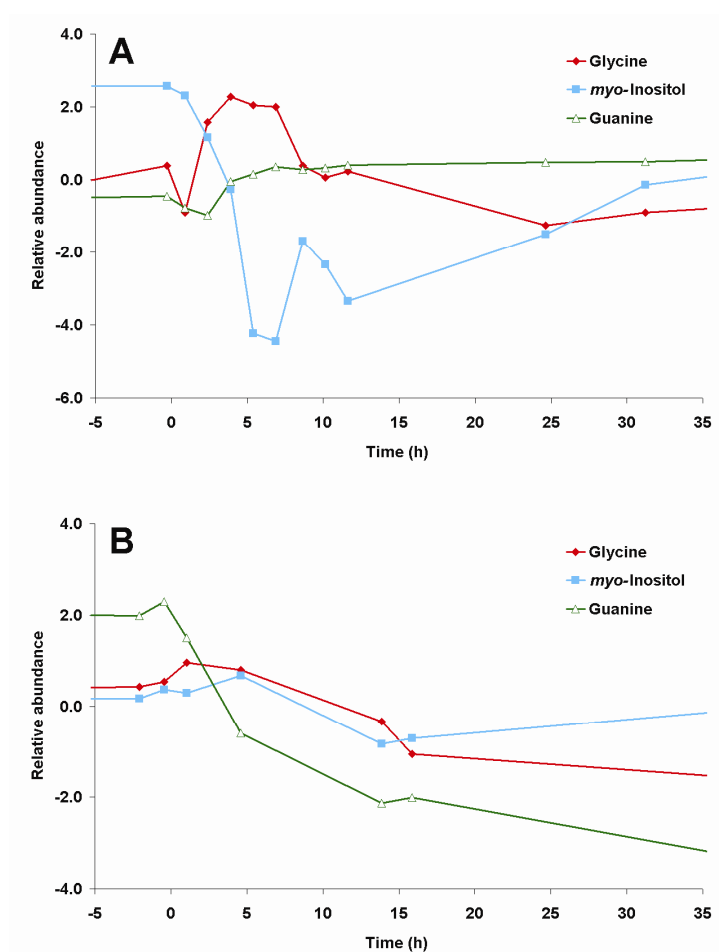 A
4.0
2.0
0.0
-2.0
-4.0
-6.0
Relative abundance
Glycine
myo-Inositol
Guanine
-5 0 5 10 15 20 25 30 35
Time (h)
B
4.0
2.0
0.0
-2.0
-4.0
Relative abundance
Glycine
myo-Inositol
Guanine
-5 0 5 10 15 20 25 30 35
Time (h)